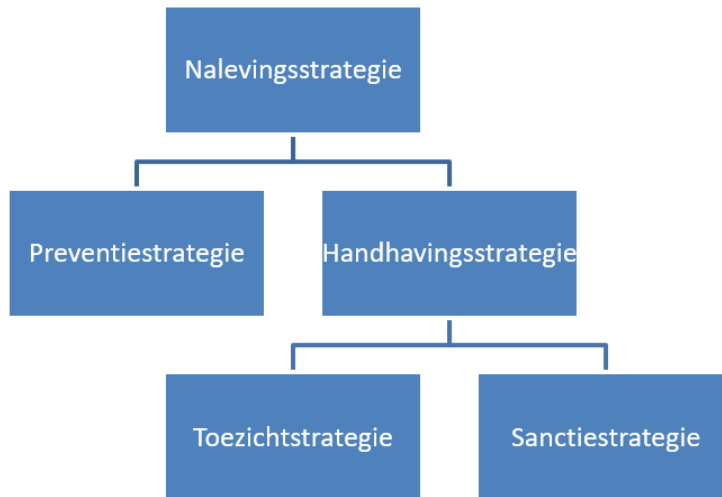 Nalevingsstrategie
Preventiestrategie
Handhavingsstrategie
Toezichtstrategie
Sanctiestrategie